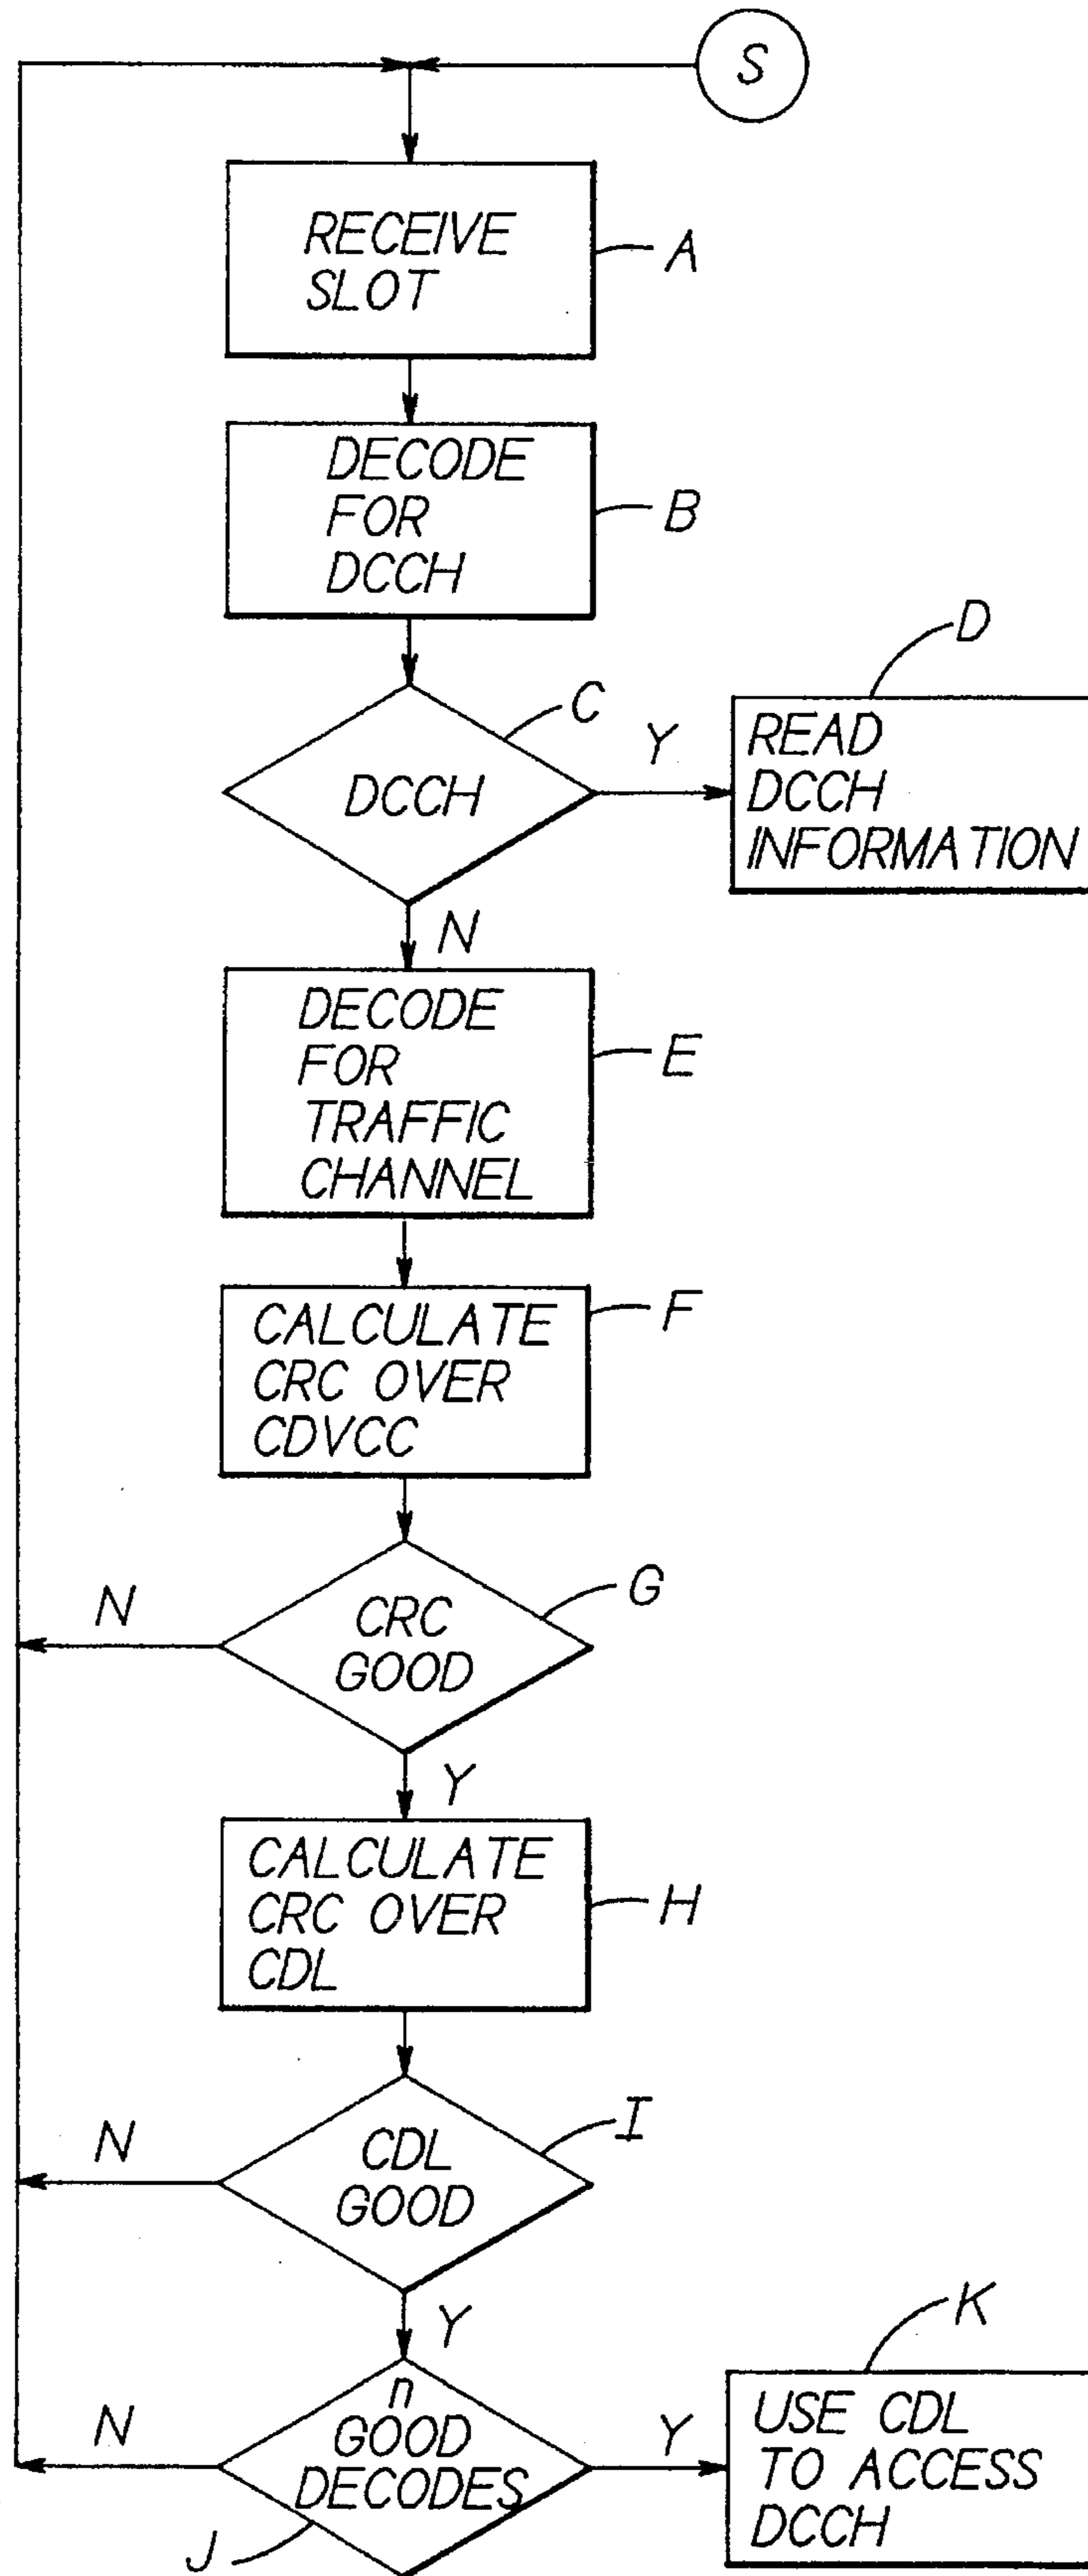 S
RECEIVE
SLOT
A
DECODE
FOR
DCCH
B
D
C
DCCH
Y
READ
DCCH
INFORMATION
N
DECODE
FOR
TRAFFIC
CHANNEL
E
CALCULATE
CRC OVER
CDVCC
F
CRC
GOOD
G
N
Y
CALCULATE
CRC OVER
CDL
H
CDL
GOOD
I
N
Y
K
n
GOOD
DECODES
N
Y
J
USE CDL
TO ACCESS
DCCH